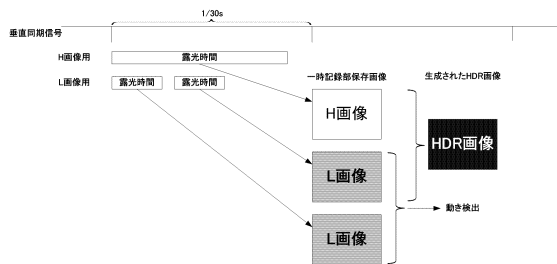 1/30s
垂直同期信号
H画像用
露光時間
L画像用
露光時間
露光時間
一時記録部保存画像
生成されたHDR画像
H画像
HDR画像
L画像
動き検出
L画像